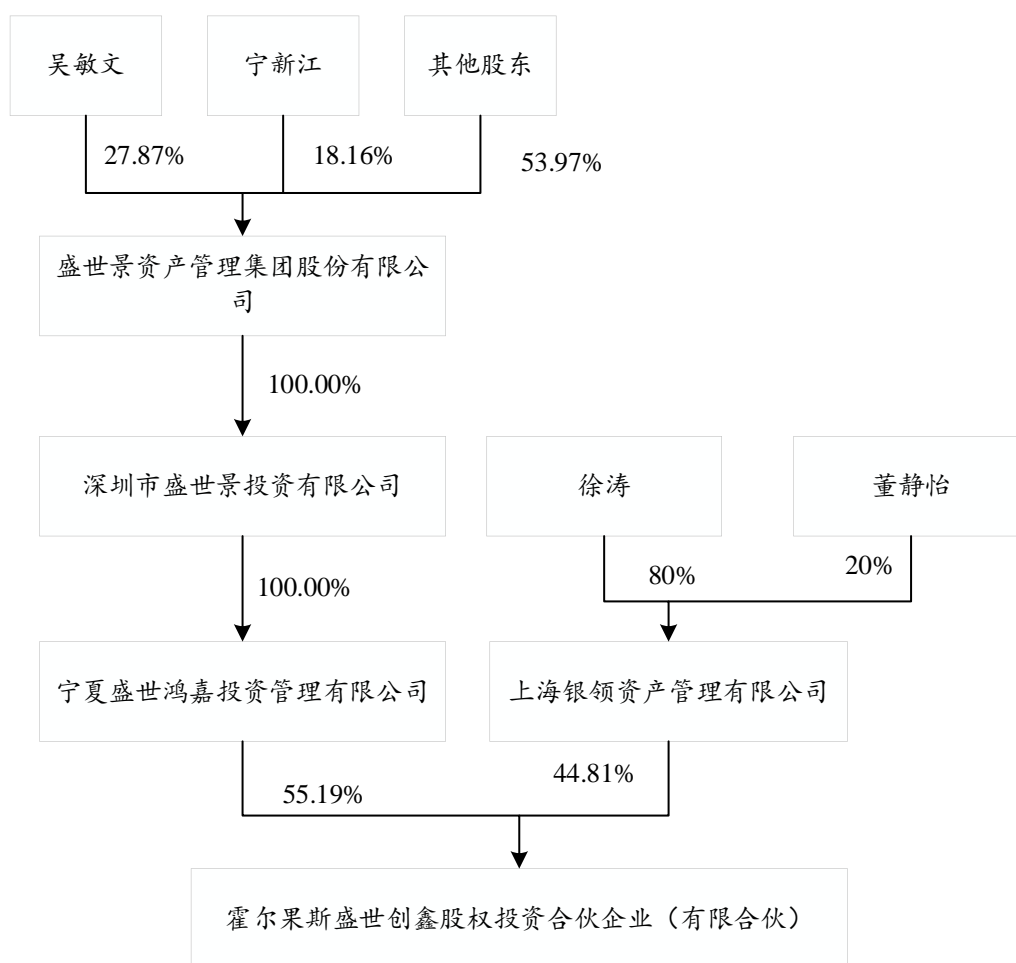 吴敏文
宁新江
其他股东
27.87%
18.16%
53.97%
盛世景资产管理集团股份有限公
司
100.00%
深圳市盛世景投资有限公司
徐涛
董静怡
100.00%
80%
20%
宁夏盛世鸿嘉投资管理有限公司
上海银领资产管理有限公司
55.19%
44.81%
霍尔果斯盛世创鑫股权投资合伙企业（有限合伙）